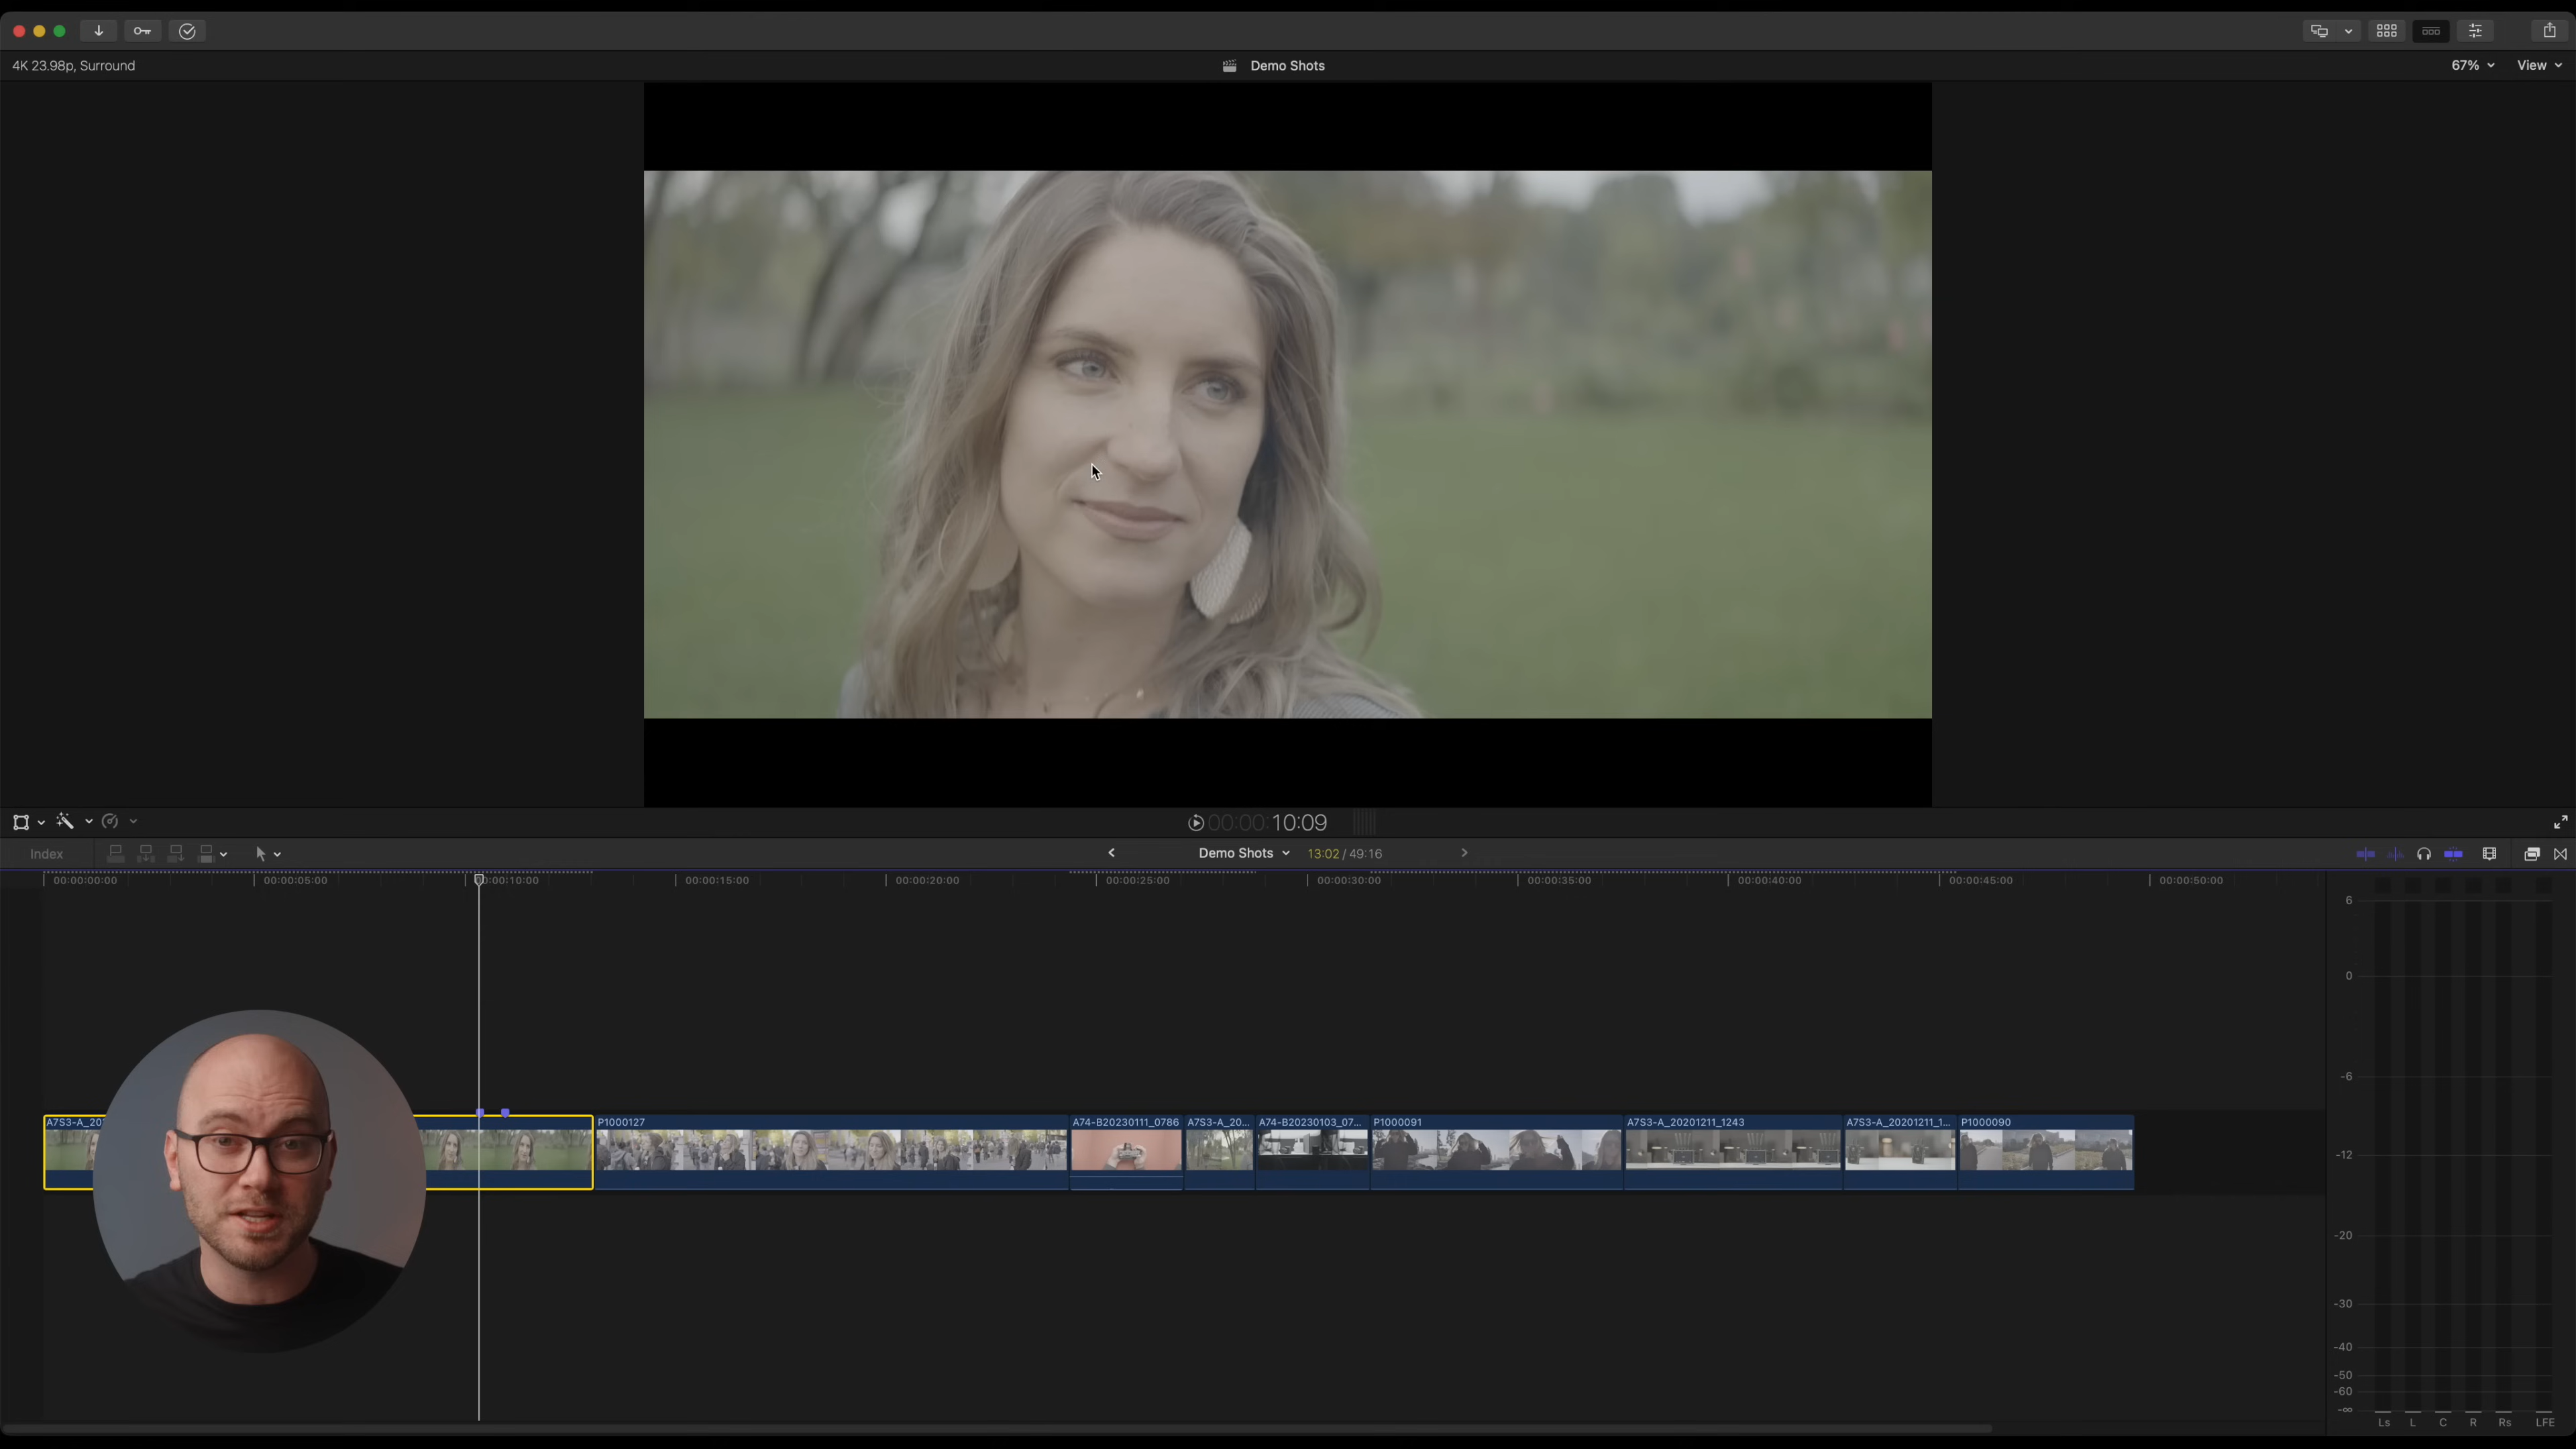 4K 23.98p, Surround
Demo Shots
67%
View
00:00:10:09
Index
Demo Shots
13:02 / 49:16
00:00:00:00
00:00:05:00
00:00:10:00
00:00:15:00
00:00:20:00
00:00:25:00
00:00:30:00
00:00:35:00
00:00:40:00
00:00:45:00
00:00:50:00
6
0
-6
-12
-20
-30
-40
-50
-60
-∞
Ls L C R Rs LFE
A7S3-A_20
P1000127
A74-B20230111_0786
A7S3-A_20...
A74-B20230103_07...
P1000091
A7S3-A_20201211_1243
A7S3-A_20201211_1...
P1000090